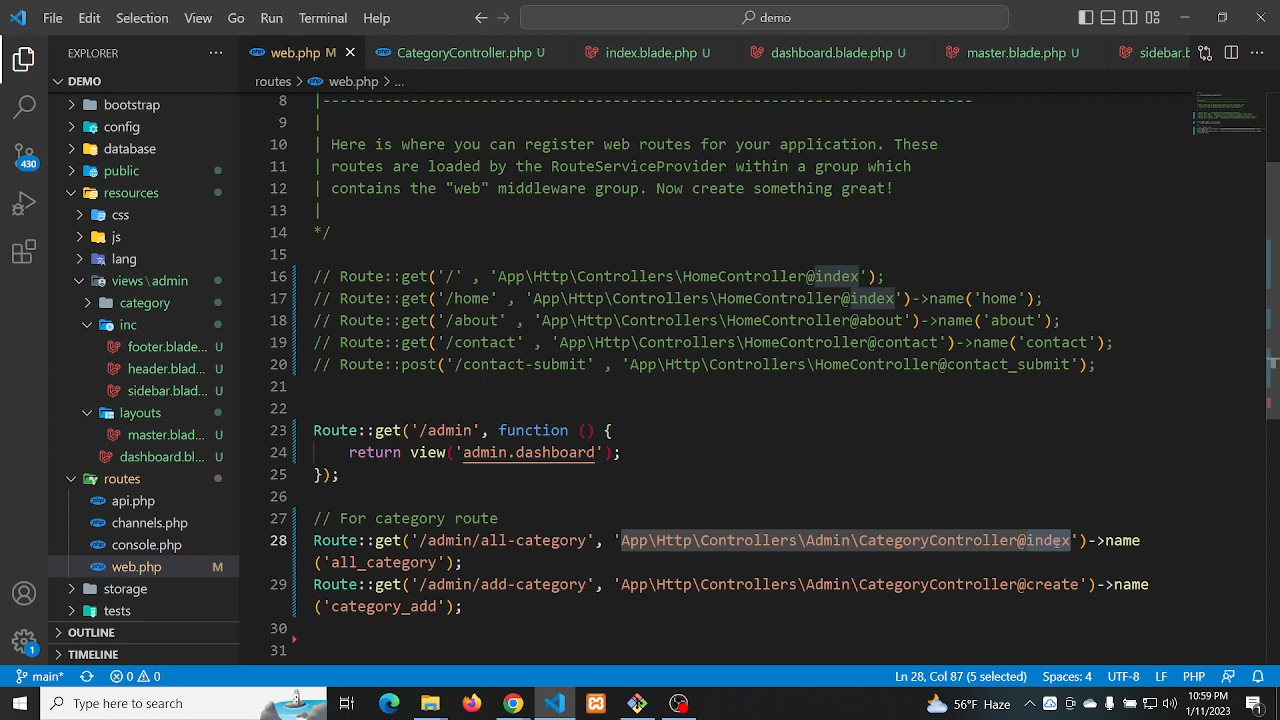 File Edit Selection View Go Run Terminal Help
demo
EXPLORER
web.php M
CategoryController.php U
index.blade.php U
dashboard.blade.php U
master.blade.php U
sidebar.b
DEMO
routes > web.php > ...
bootstrap
config
database
public
resources
css
js
lang
views\admin
category
inc
footer.blade... U
header.blad... U
sidebar.blad... U
layouts
master.blad... U
dashboard.bl... U
routes
api.php
channels.php
console.php
web.php M
storage
tests
OUTLINE
TIMELINE
430
1
8 |--------------------------------------------------------------------------
9 |
10 | Here is where you can register web routes for your application. These
11 | routes are loaded by the RouteServiceProvider within a group which
12 | contains the "web" middleware group. Now create something great!
13 |
14 */
15
16 // Route::get('/' , 'App\Http\Controllers\HomeController@index');
17 // Route::get('/home' , 'App\Http\Controllers\HomeController@index')->name('home');
18 // Route::get('/about' , 'App\Http\Controllers\HomeController@about')->name('about');
19 // Route::get('/contact' , 'App\Http\Controllers\HomeController@contact')->name('contact');
20 // Route::post('/contact-submit' , 'App\Http\Controllers\HomeController@contact_submit');
21
22
23 Route::get('/admin', function () {
24 return view('admin.dashboard');
25 });
26
27 // For category route
28 Route::get('/admin/all-category', 'App\Http\Controllers\Admin\CategoryController@index')->name
('all_category');
29 Route::get('/admin/add-category', 'App\Http\Controllers\Admin\CategoryController@create')->name
('category_add');
30
31
main* 0 0 Ln 28, Col 87 (56 selected) Spaces: 4 UTF-8 LF PHP
Type here to search
56°F Haze
10:59 PM
1/11/2023